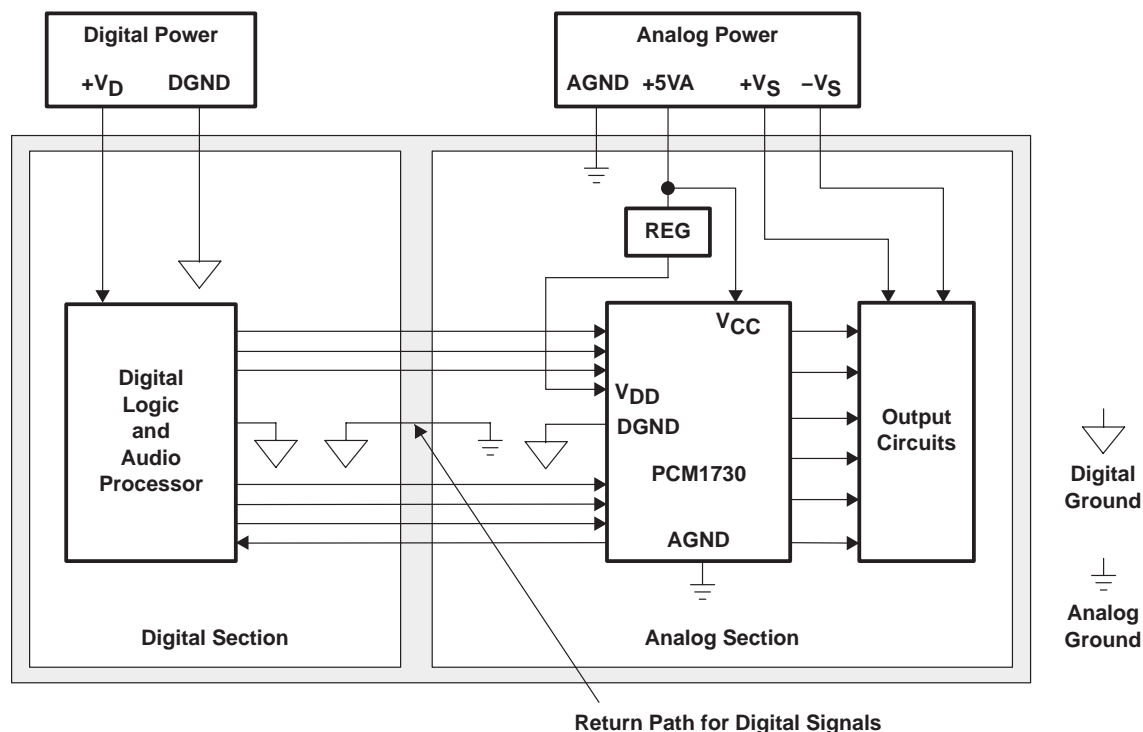 Digital Power
+VD DGND
Analog Power
AGND +5VA +VS –VS
REG
VCC
Digital
Logic
and
Audio
Processor
VDD
DGND
PCM1730
AGND
Output
Circuits
Digital
Ground
Analog
Ground
Digital Section
Analog Section
Return Path for Digital Signals